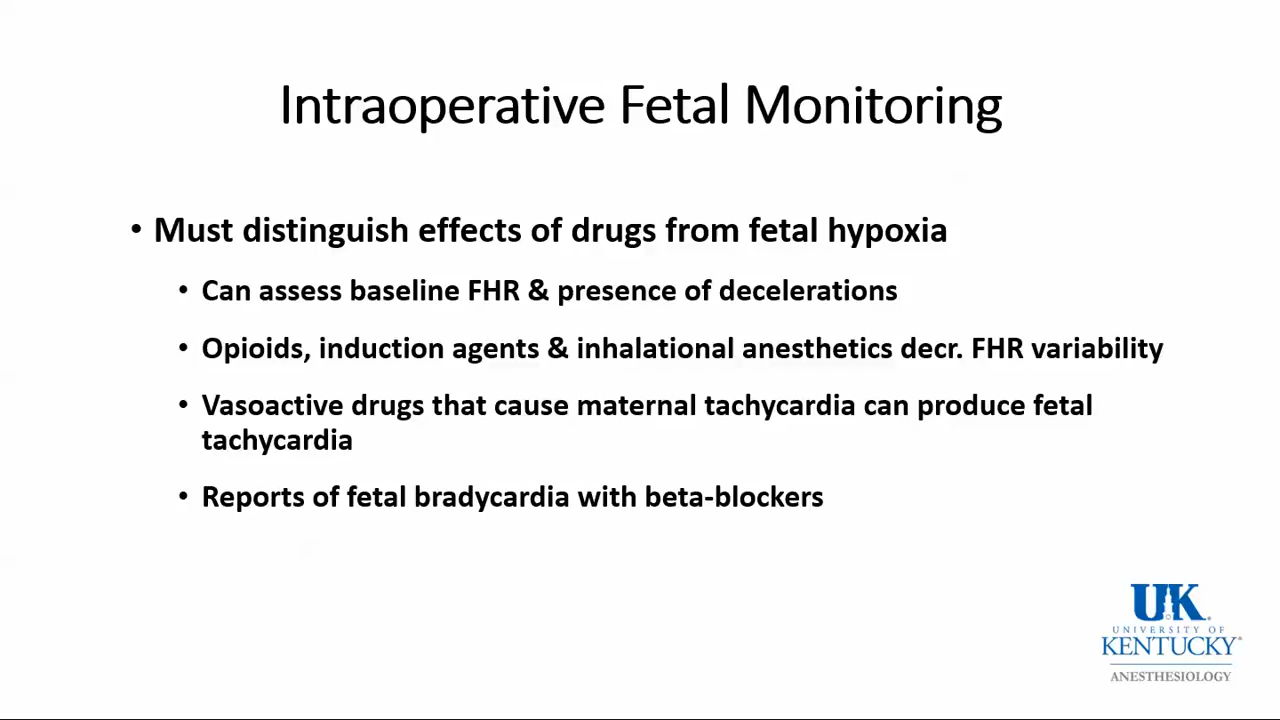 Intraoperative Fetal Monitoring
• Must distinguish effects of drugs from fetal hypoxia
• Can assess baseline FHR & presence of decelerations
• Opioids, induction agents & inhalational anesthetics decr. FHR variability
• Vasoactive drugs that cause maternal tachycardia can produce fetal
tachycardia
• Reports of fetal bradycardia with beta-blockers
UK
UNIVERSITY OF
KENTUCKY
ANESTHESIOLOGY